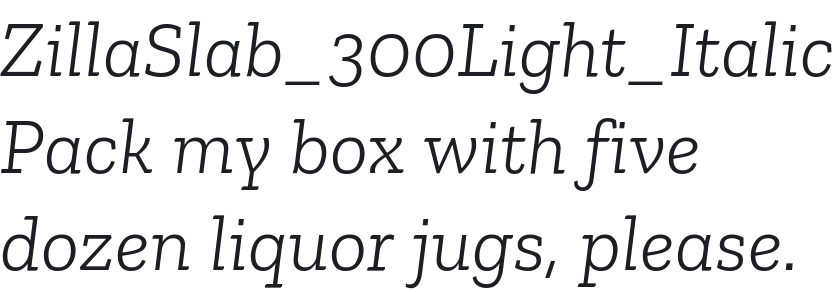 ZillaSlab_300Light_Italic
Pack my box with five
dozen liquor jugs, please.